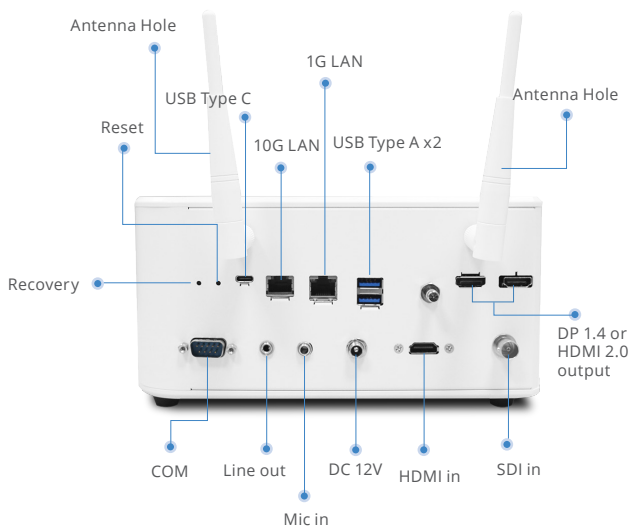 Antenna Hole
1G LAN
USB Type C
Antenna Hole
Reset
10G LAN
USB Type A x2
Recovery
DP 1.4 or
HDMI 2.0
output
COM
Line out
DC 12V
HDMI in
SDI in
Mic in